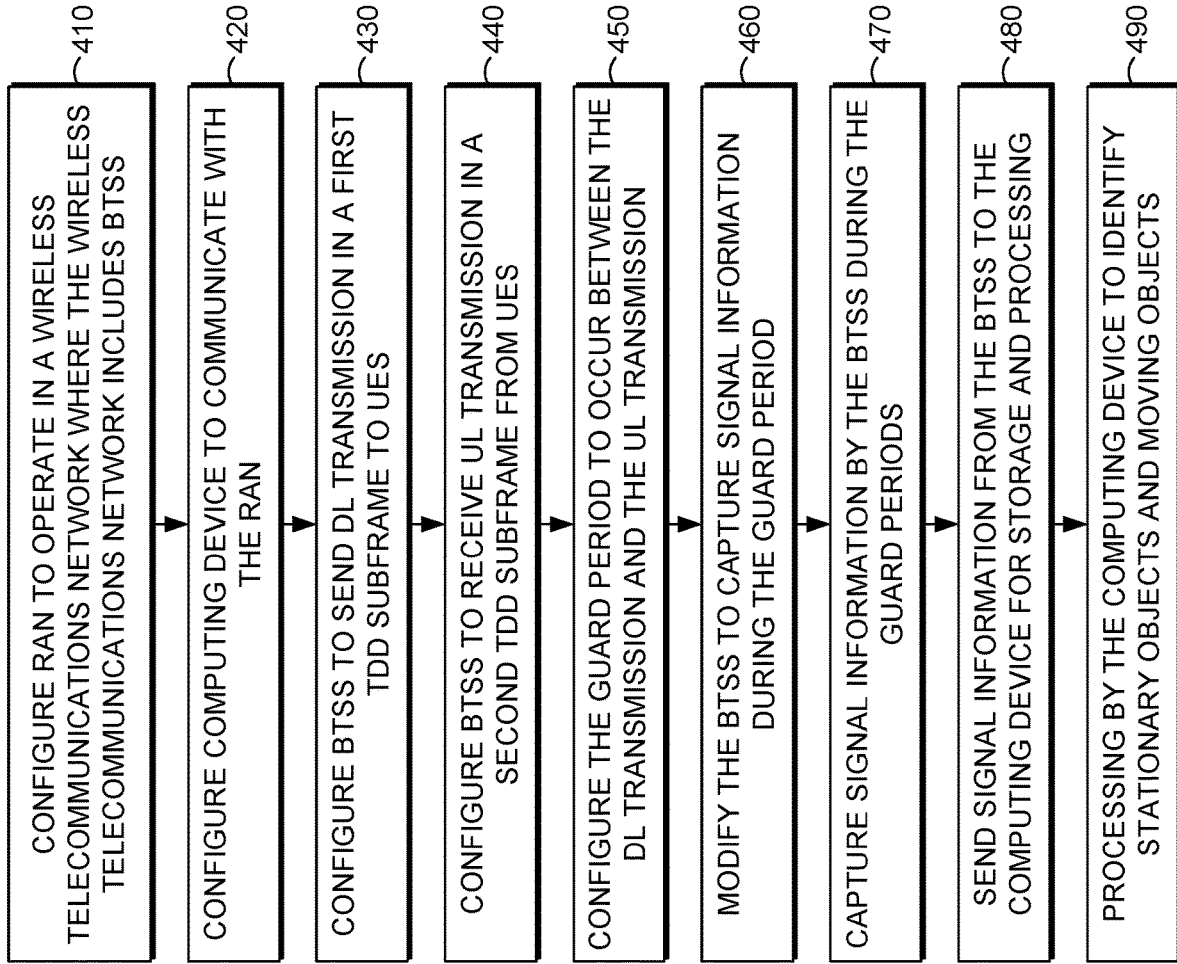 CONFIGURE RAN TO OPERATE IN A WIRELESS
TELECOMMUNICATIONS NETWORK WHERE THE WIRELESS
TELECOMMUNICATIONS NETWORK INCLUDES BTSS
410
CONFIGURE COMPUTING DEVICE TO COMMUNICATE WITH
THE RAN
420
CONFIGURE BTSS TO SEND DL TRANSMISSION IN A FIRST
TDD SUBFRAME TO UES
430
CONFIGURE BTSS TO RECEIVE UL TRANSMISSION IN A
SECOND TDD SUBFRAME FROM UES
440
CONFIGURE THE GUARD PERIOD TO OCCUR BETWEEN THE
DL TRANSMISSION AND THE UL TRANSMISSION
450
MODIFY THE BTSS TO CAPTURE SIGNAL INFORMATION
DURING THE GUARD PERIOD
460
CAPTURE SIGNAL INFORMATION BY THE BTSS DURING THE
GUARD PERIODS
470
SEND SIGNAL INFORMATION FROM THE BTSS TO THE
COMPUTING DEVICE FOR STORAGE AND PROCESSING
480
PROCESSING BY THE COMPUTING DEVICE TO IDENTIFY
STATIONARY OBJECTS AND MOVING OBJECTS
490